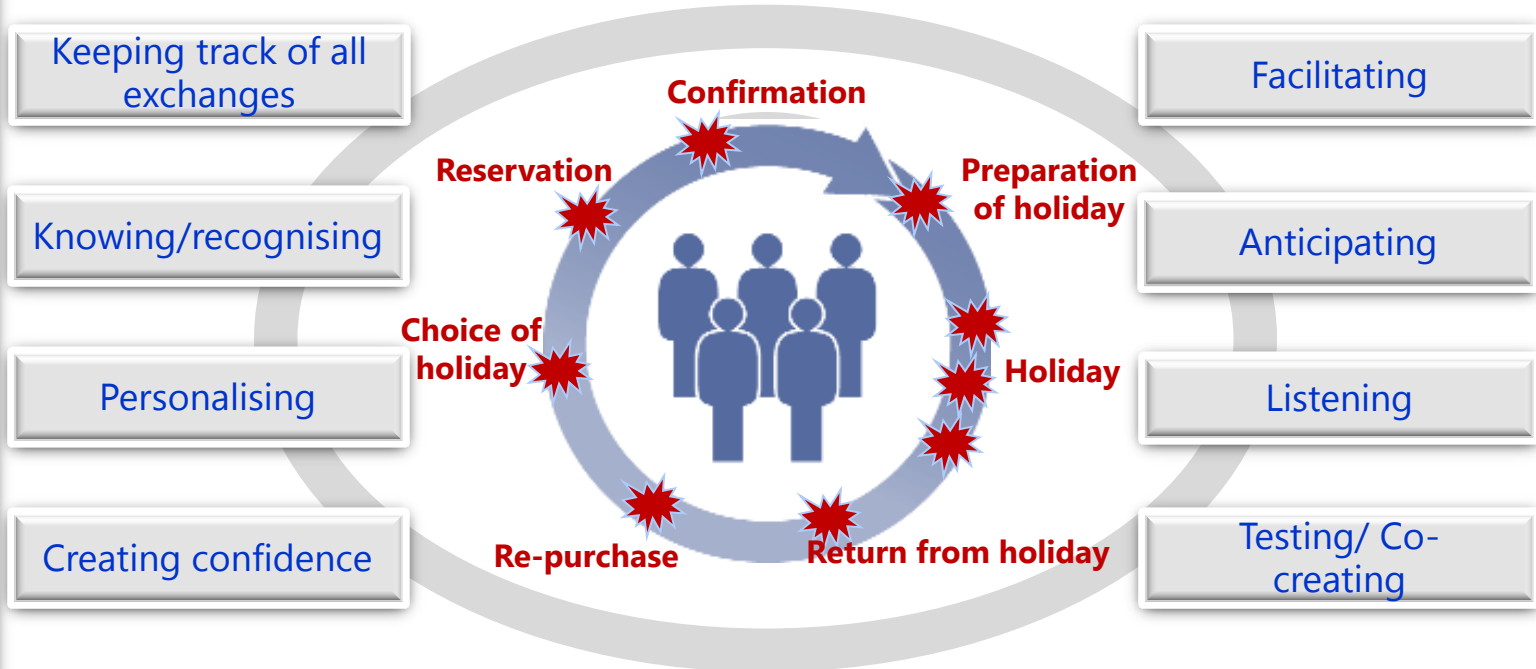 Keeping track of all
exchanges
Knowing/recognising
Personalising
Creating confidence
Confirmation
Reservation
Preparation
of holiday
Choice of
holiday
Holiday
Re-purchase
Return from holiday
Facilitating
Anticipating
Listening
Testing/ Co-
creating